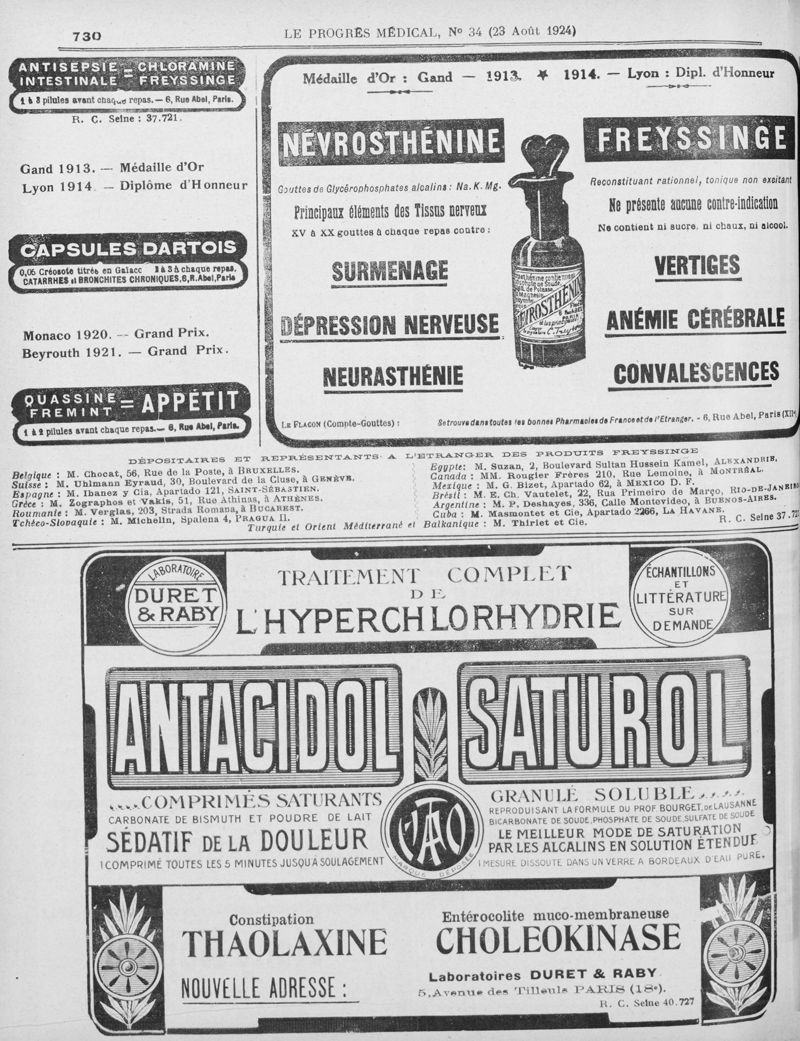 730
LE PROGRÈS MÉDICAL, No 34 (23 Août 1924)
ANTISEPSIE = CHLORAMINE
INTESTINALE FREYSSINGE
1 à 3 pilules avant chaque repas. — 6, Rue Abel, Paris.
R. C. Seine : 37.721.
Gand 1913. — Médaille d'Or
Lyon 1914. — Diplôme d'Honneur
CAPSULES DARTOIS
0,05 Créosote titrée en Gaïacc 2 à 3 à chaque repas.
CATARRHES et BRONCHITES CHRONIQUES, 6, R. Abel, Paris
Monaco 1920. — Grand Prix.
Beyrouth 1921. — Grand Prix.
QUASSINE = APPÉTIT
FREMINT
1 à 2 pilules avant chaque repas. — 6, Rue Abel, Paris.
Médaille d'Or : Gand — 1913. ★ 1914. — Lyon : Dipl. d'Honneur
NÉVROSTHÉNINE FREYSSINGE
Gouttes de Glycérophosphates alcalins : Na. K. Mg.
Principaux éléments des Tissus nerveux
XV à XX gouttes à chaque repas contre :
SURMENAGE
DÉPRESSION NERVEUSE
NEURASTHÉNIE
Reconstituant rationnel, tonique non excitant
Ne présente aucune contre-indication
Ne contient ni sucre, ni chaux, ni alcool.
VERTIGES
ANÉMIE CÉRÉBRALE
CONVALESCENCES
LE FLACON (Compte-Gouttes) :
Se trouve dans toutes les bonnes Pharmacies de France et de l'Etranger. - 6, Rue Abel, Paris (XIIe
DÉPOSITAIRES ET REPRÉSENTANTS A L'ETRANGER DES PRODUITS FREYSSINGE
Belgique : M. Chocat, 56, Rue de la Poste, à BRUXELLES.
Suisse : M. Uhlmann Eyraud, 30, Boulevard de la Cluse, à GENÈVE.
Espagne : M. Ibanez y Cia, Apartado 121, SAINT-SÉBASTIEN.
Grèce : M. Zographos et Vakis, 51, Rue Athinas, à ATHÈNES.
Roumanie : M. Verglas, 203, Strada Romana, à BUCAREST.
Tchéco-Slovaquie : M. Michelin, Spalena 4, PRAGUA II.
Egypte: M. Suzan, 2, Boulevard Sultan Hussein Kamel, ALEXANDRIE.
Canada : MM. Rougier Frères 210, Rue Lemoine, à MONTRÉAL.
Mexique : M. G. Bizet, Apartado 62, à MEXICO D. F.
Brésil : M. E. Ch. Vautelet, 22, Rua Primeiro de Março, RIO-DE-JANEIRO
Argentine : M. P. Deshayes, 336, Calle Montevideo, à BUENOS-AIRES.
Cuba : M. Masmontet et Cie, Apartado 2266, LA HAVANE.
Turquie et Orient Méditerrané et Balkanique : M. Thiriet et Cie.
R. C. Seine 37.72
LABORATOIRE
DURET
& RABY
TRAITEMENT COMPLET
DE
L'HYPERCHLORHYDRIE
ÉCHANTILLONS
ET
LITTÉRATURE
SUR
DEMANDE
ANTACIDOL SATUROL
COMPRIMÉS SATURANTS
CARBONATE DE BISMUTH ET POUDRE DE LAIT
SÉDATIF DE LA DOULEUR
1 COMPRIMÉ TOUTES LES 5 MINUTES JUSQU'À SOULAGEMENT
MARQUE DÉPOSÉE
GRANULÉ SOLUBLE
REPRODUISANT LA FORMULE DU PROF. BOURGET, DE LAUSANNE
BICARBONATE DE SOUDE, PHOSPHATE DE SOUDE, SULFATE DE SOUDE
LE MEILLEUR MODE DE SATURATION
PAR LES ALCALINS EN SOLUTION ÉTENDUE
1 MESURE DISSOUTE DANS UN VERRE A BORDEAUX D'EAU PURE.
Constipation
THAOLAXINE
NOUVELLE ADRESSE :
Entérocolite muco-membraneuse
CHOLEOKINASE
Laboratoires DURET & RABY
5, Avenue des Tilleuls PARIS (18e).
R. C. Seine 40.727